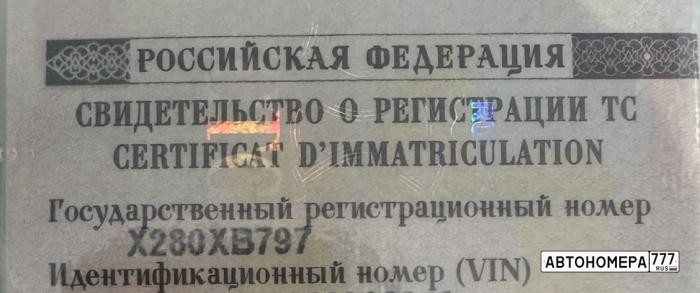 РОССИЙСКАЯ ФЕДЕРАЦИЯ
СВИДЕТЕЛЬСТВО О РЕГИСТРАЦИИ ТС
CERTIFICAT D'IMMATRICULATION
Государственный регистрационный номер
Х280ХВ797
Идентификационный номер (VIN)
АВТОНОМЕРА 777
RUS